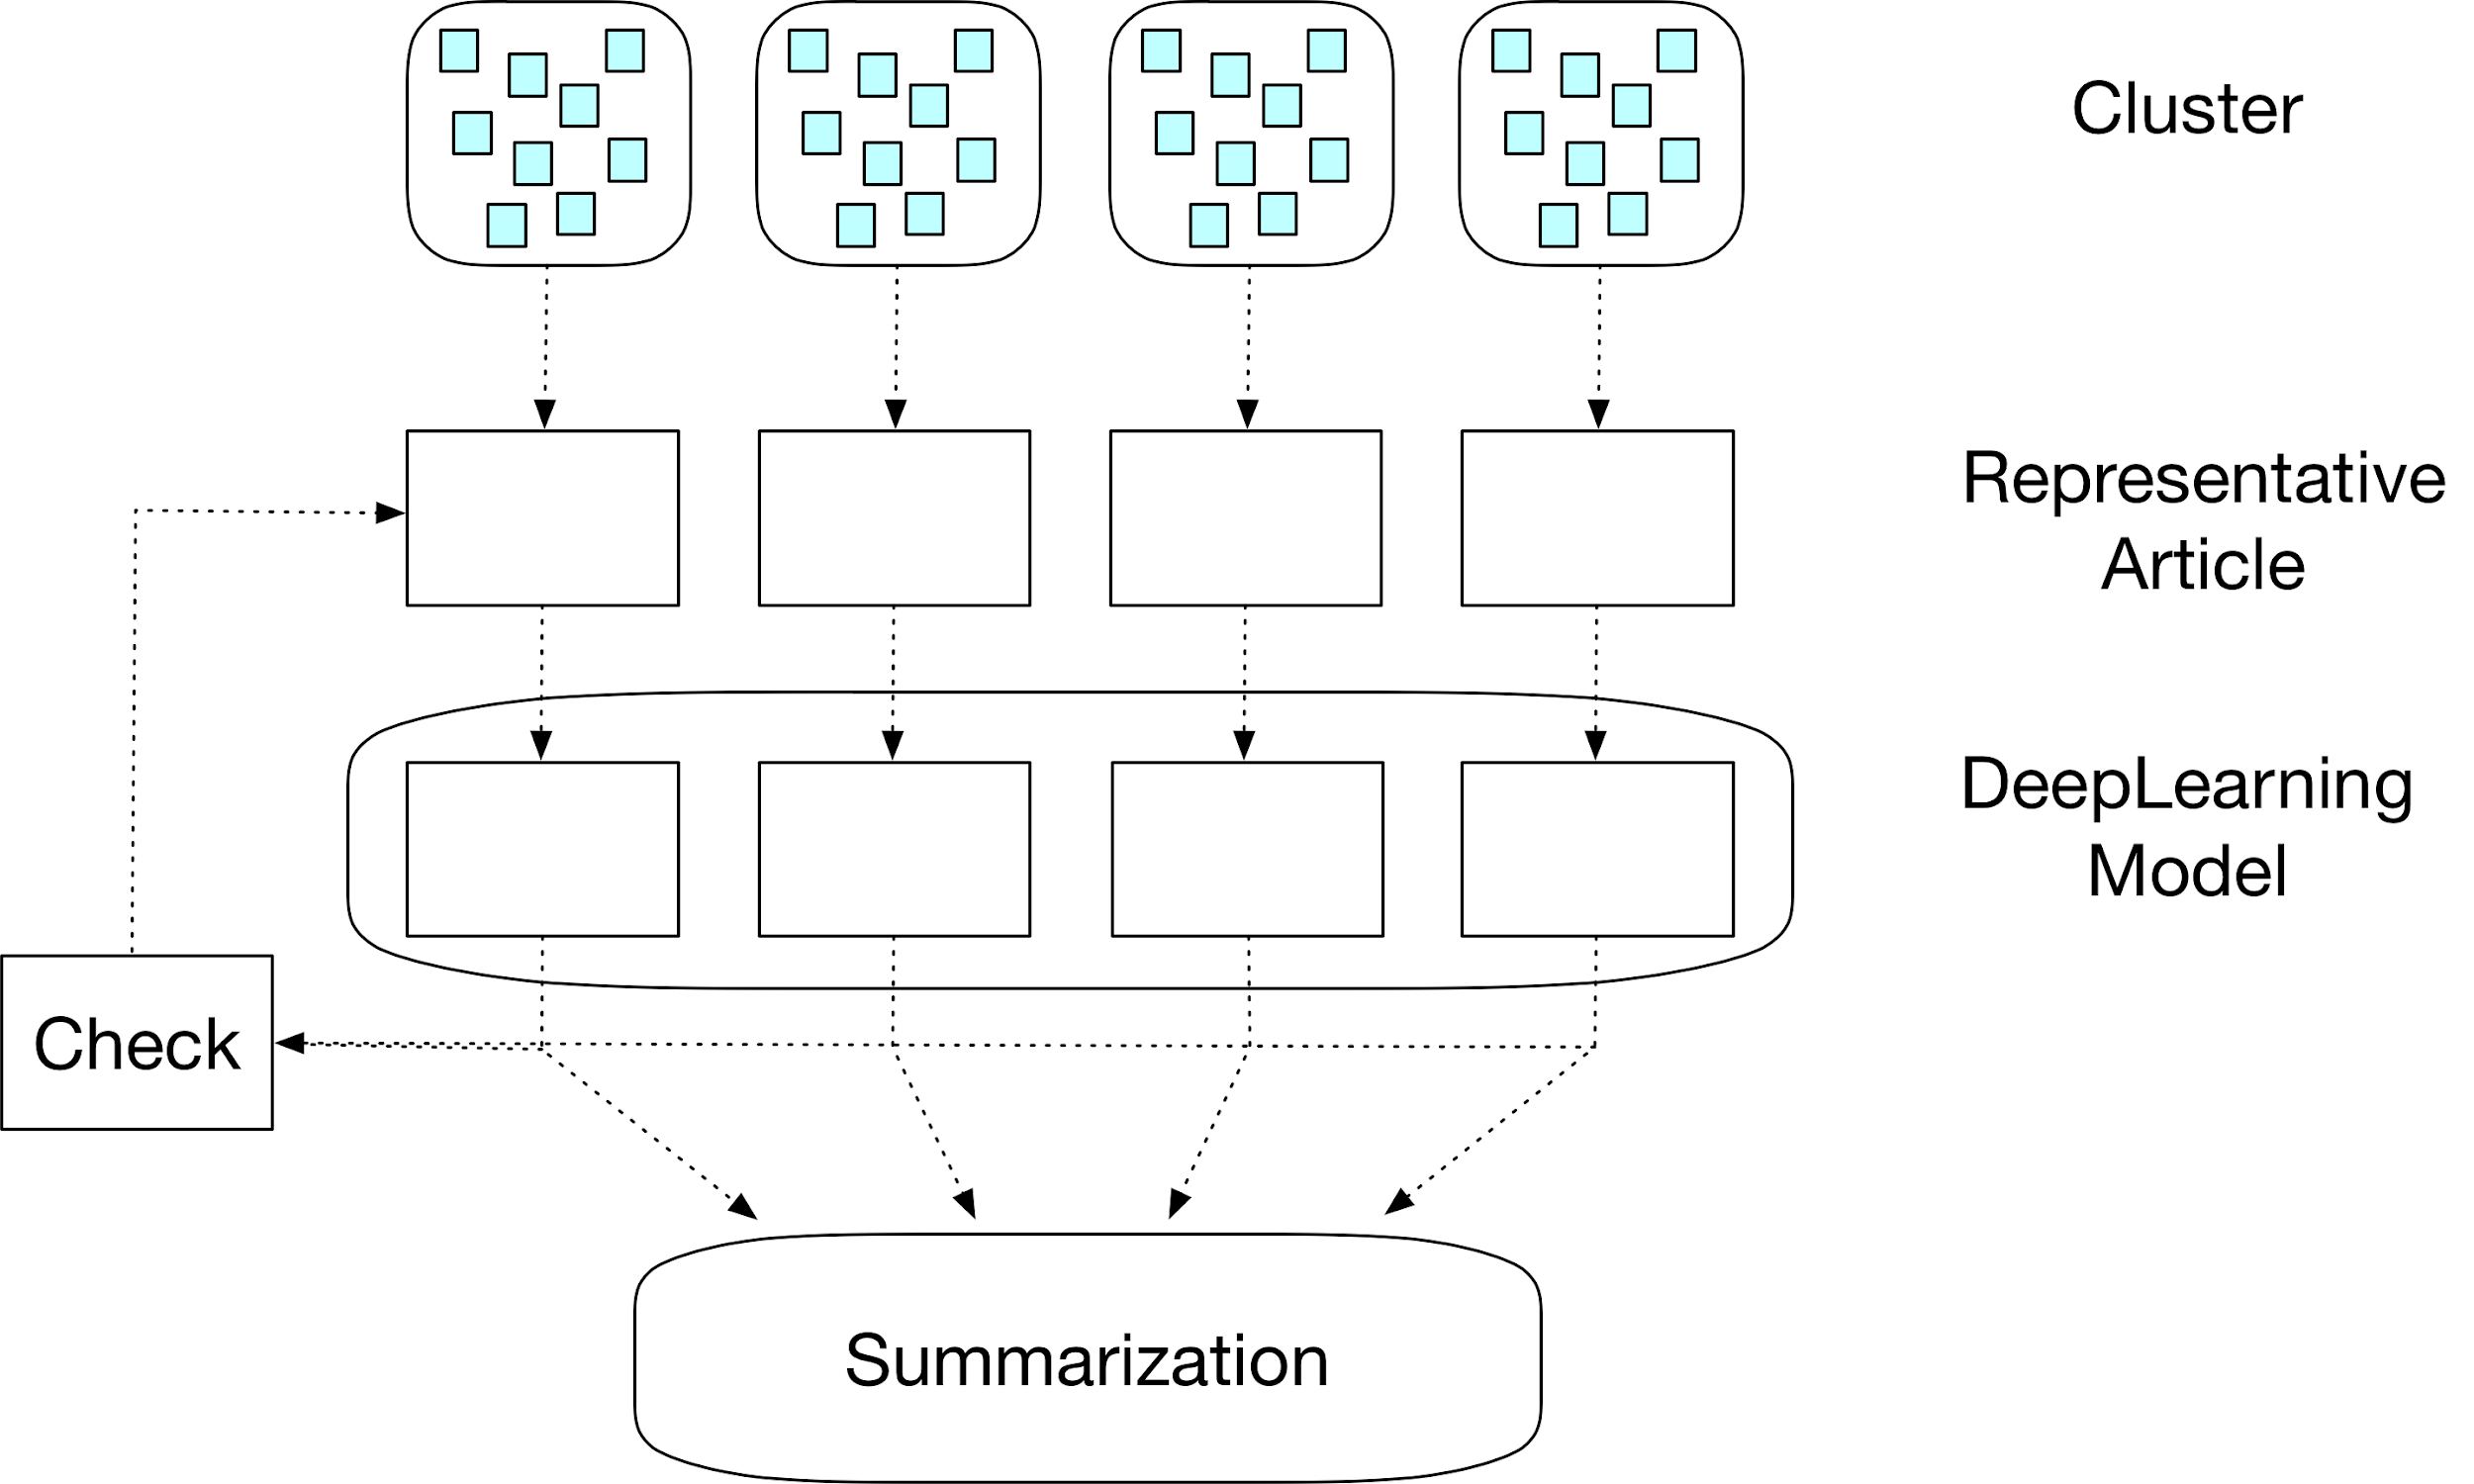 Cluster
Representative
Article
DeepLearning
Model
Check
Summarization